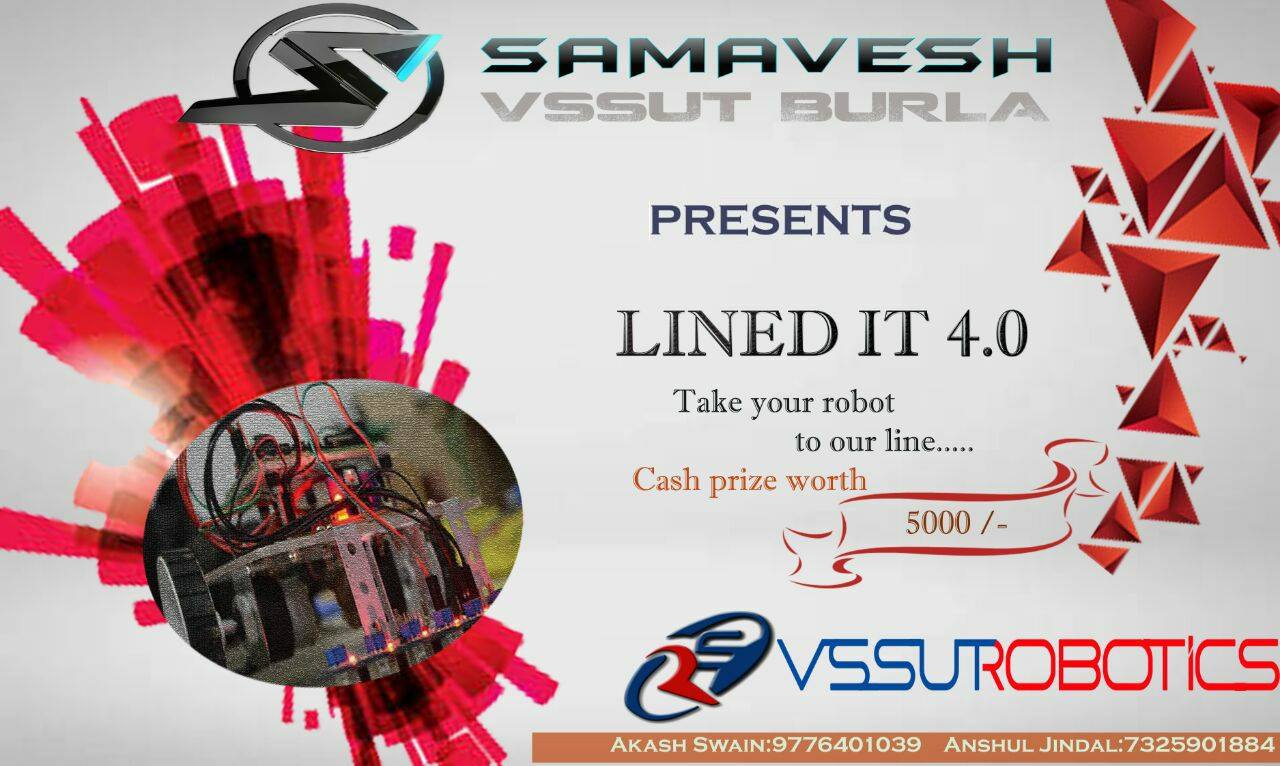 SAMAVESH
VSSUT BURLA
PRESENTS
LINED IT 4.0
Take your robot
to our line.....
Cash prize worth
5000 /-
VSSUTROBOTICS
AKASH SWAIN:9776401039 ANSHUL JINDAL:7325901884